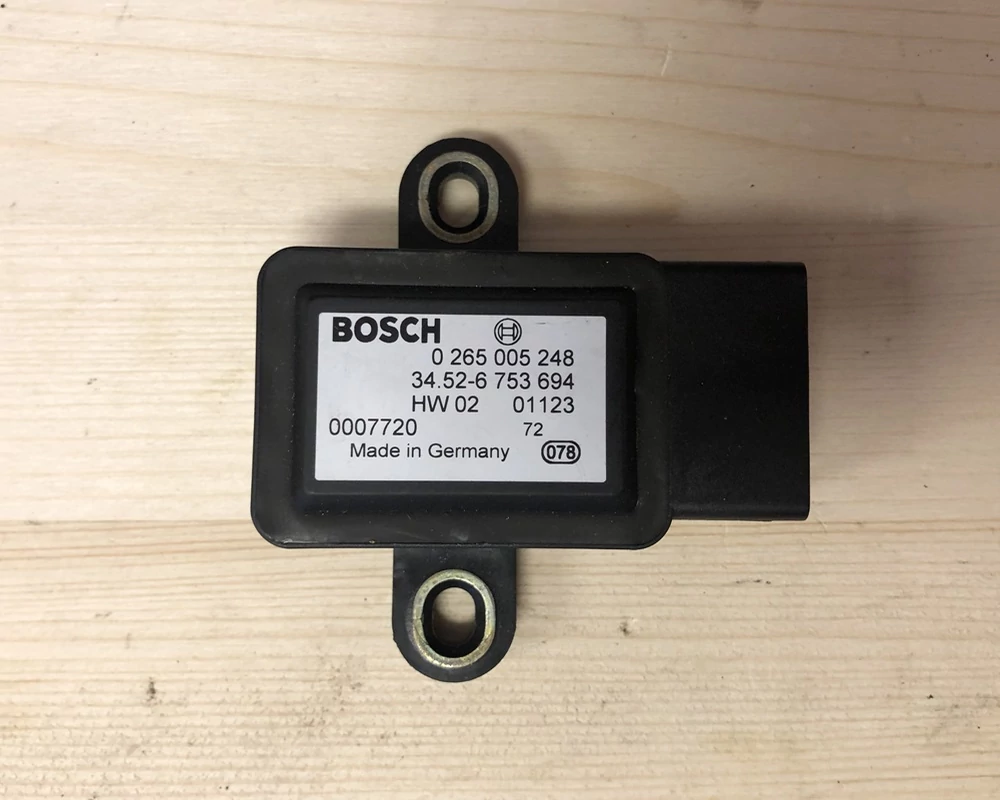 BOSCH
0 265 005 248
34.52-6 753 694
HW 02 01123
0007720 72
Made in Germany 078